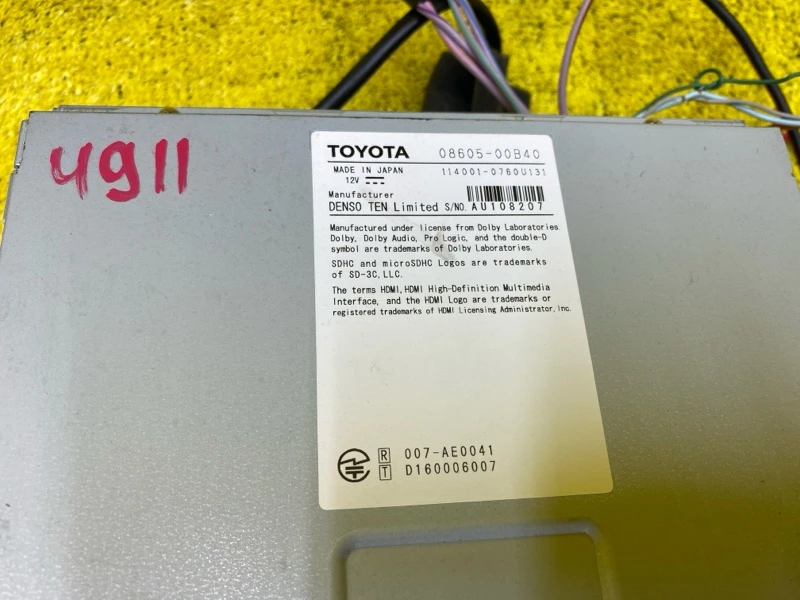 4911
TOYOTA 08605-00B40
MADE IN JAPAN 114001-0760U131
12V
Manufacturer
DENSO TEN Limited S/NO. AU108207
Manufactured under license from Dolby Laboratories.
Dolby, Dolby Audio, Pro Logic, and the double-D
symbol are trademarks of Dolby Laboratories.
SDHC and microSDHC Logos are trademarks
of SD-3C, LLC.
The terms HDMI, HDMI High-Definition Multimedia
Interface, and the HDMI Logo are trademarks or
registered trademarks of HDMI Licensing Administrator, Inc.
R 007-AE0041
T D160006007